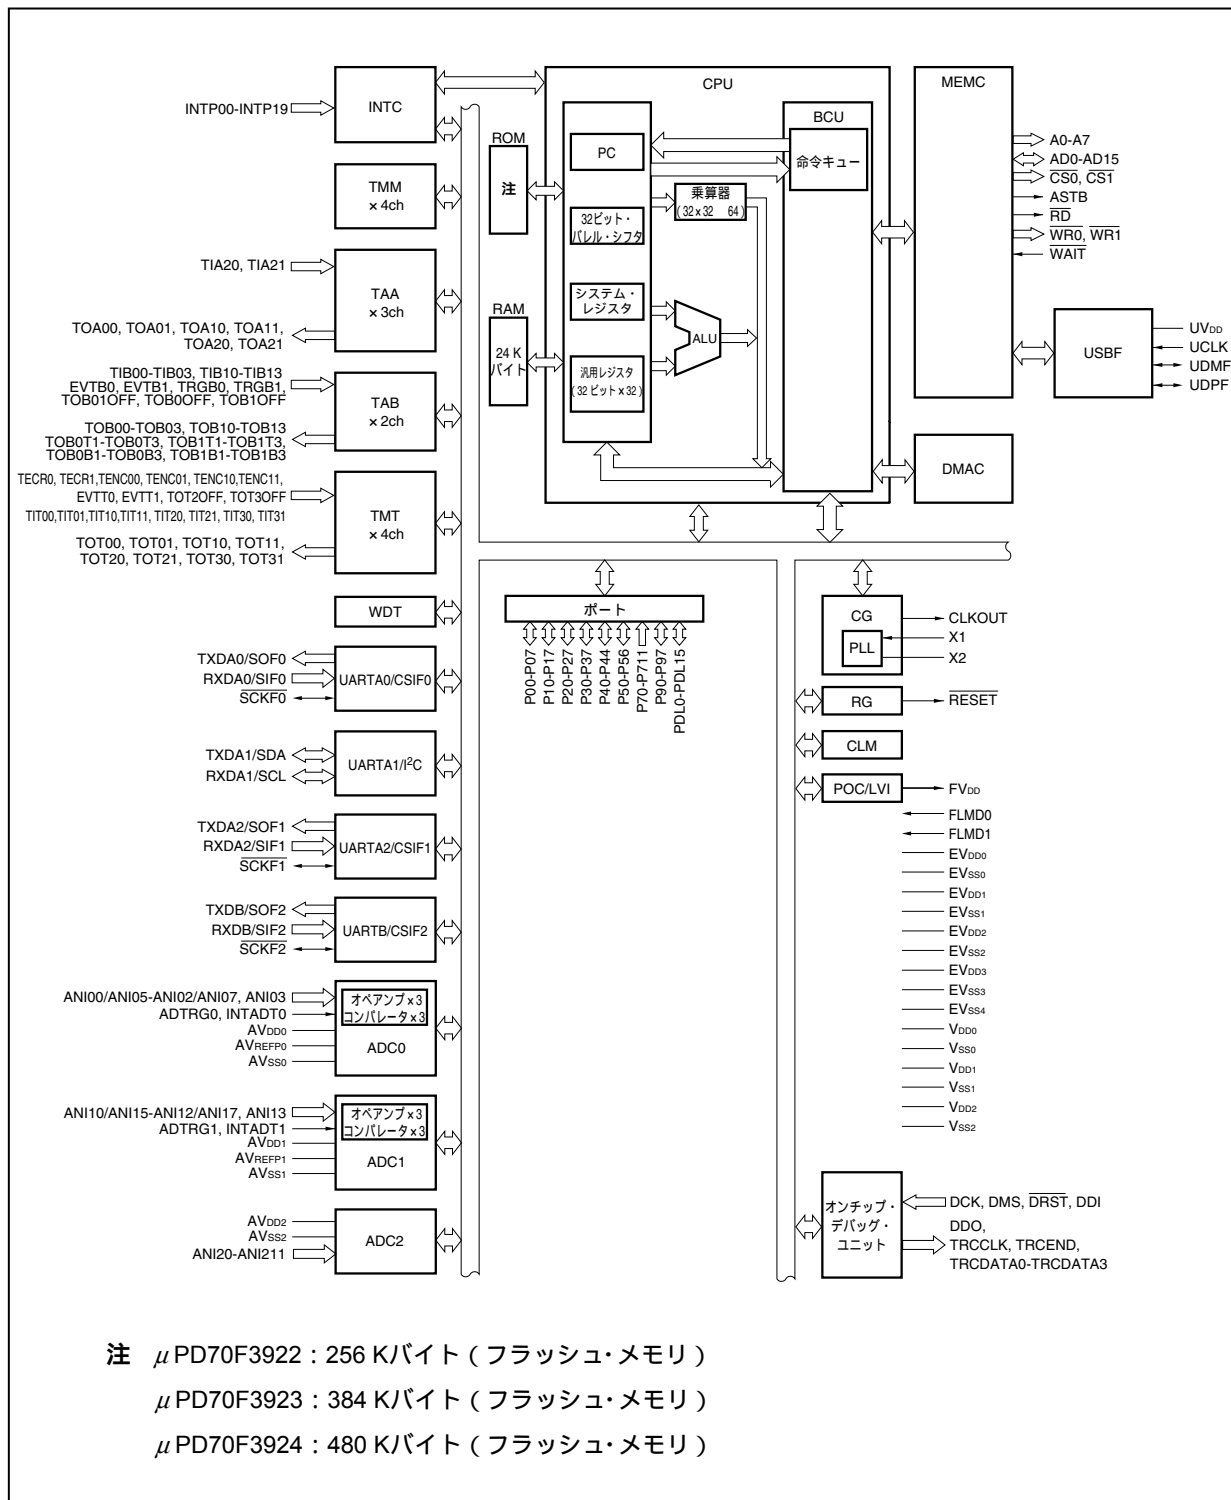 INTP00-INTP19
INTC
TMM
× 4ch
TIA20, TIA21
TAA
× 3ch
TOA00, TOA01, TOA10, TOA11,
TOA20, TOA21
TIB00-TIB03, TIB10-TIB13
EVTB0, EVTB1, TRGB0, TRGB1,
TOB01OFF, TOB0OFF, TOB1OFF
TAB
× 2ch
TOB00-TOB03, TOB10-TOB13
TOB0T1-TOB0T3, TOB1T1-TOB1T3,
TOB0B1-TOB0B3, TOB1B1-TOB1B3
TECR0, TECR1,TENC00, TENC01, TENC10,TENC11,
EVTT0, EVTT1, TOT2OFF, TOT3OFF
TIT00,TIT01,TIT10,TIT11, TIT20, TIT21, TIT30, TIT31
TMT
× 4ch
TOT00, TOT01, TOT10, TOT11,
TOT20, TOT21, TOT30, TOT31
WDT
TXDA0/SOF0
RXDA0/SIF0
SCKF0
UARTA0/CSIF0
TXDA1/SDA
RXDA1/SCL
UARTA1/I²C
TXDA2/SOF1
RXDA2/SIF1
SCKF1
UARTA2/CSIF1
TXDB/SOF2
RXDB/SIF2
SCKF2
UARTB/CSIF2
ANI00/ANI05-ANI02/ANI07, ANI03
ADTRG0, INTADT0
AVDD0
AVREFP0
AVSS0
オペアンプ×3
コンパレータ×3
ADC0
ANI10/ANI15-ANI12/ANI17, ANI13
ADTRG1, INTADT1
AVDD1
AVREFP1
AVSS1
オペアンプ×3
コンパレータ×3
ADC1
AVDD2
AVSS2
ANI20-ANI211
ADC2
ROM
注
RAM
24 K
バイト
CPU
PC
32ビット・
バレル・シフタ
システム・
レジスタ
汎用レジスタ
(32 ビット×32)
乗算器
(32×32 64)
ALU
BCU
命令キュー
MEMC
A0-A7
AD0-AD15
CS0, CS1
ASTB
RD
WR0, WR1
WAIT
USBF
UVDD
UCLK
UDMF
UDPF
DMAC
ポート
P00-P07
P10-P17
P20-P27
P30-P37
P40-P44
P50-P56
P70-P711
P90-P97
PDL0-PDL15
CG
PLL
CLKOUT
X1
X2
RG
RESET
CLM
POC/LVI
FVDD
FLMD0
FLMD1
EVDD0
EVSS0
EVDD1
EVSS1
EVDD2
EVSS2
EVDD3
EVSS3
EVSS4
VDD0
VSS0
VDD1
VSS1
VDD2
VSS2
オンチップ・
デバッグ・
ユニット
DCK, DMS, DRST, DDI
DDO,
TRCCLK, TRCEND,
TRCDATA0-TRCDATA3
注 μPD70F3922：256 Kバイト（フラッシュ・メモリ）
μPD70F3923：384 Kバイト（フラッシュ・メモリ）
μPD70F3924：480 Kバイト（フラッシュ・メモリ）